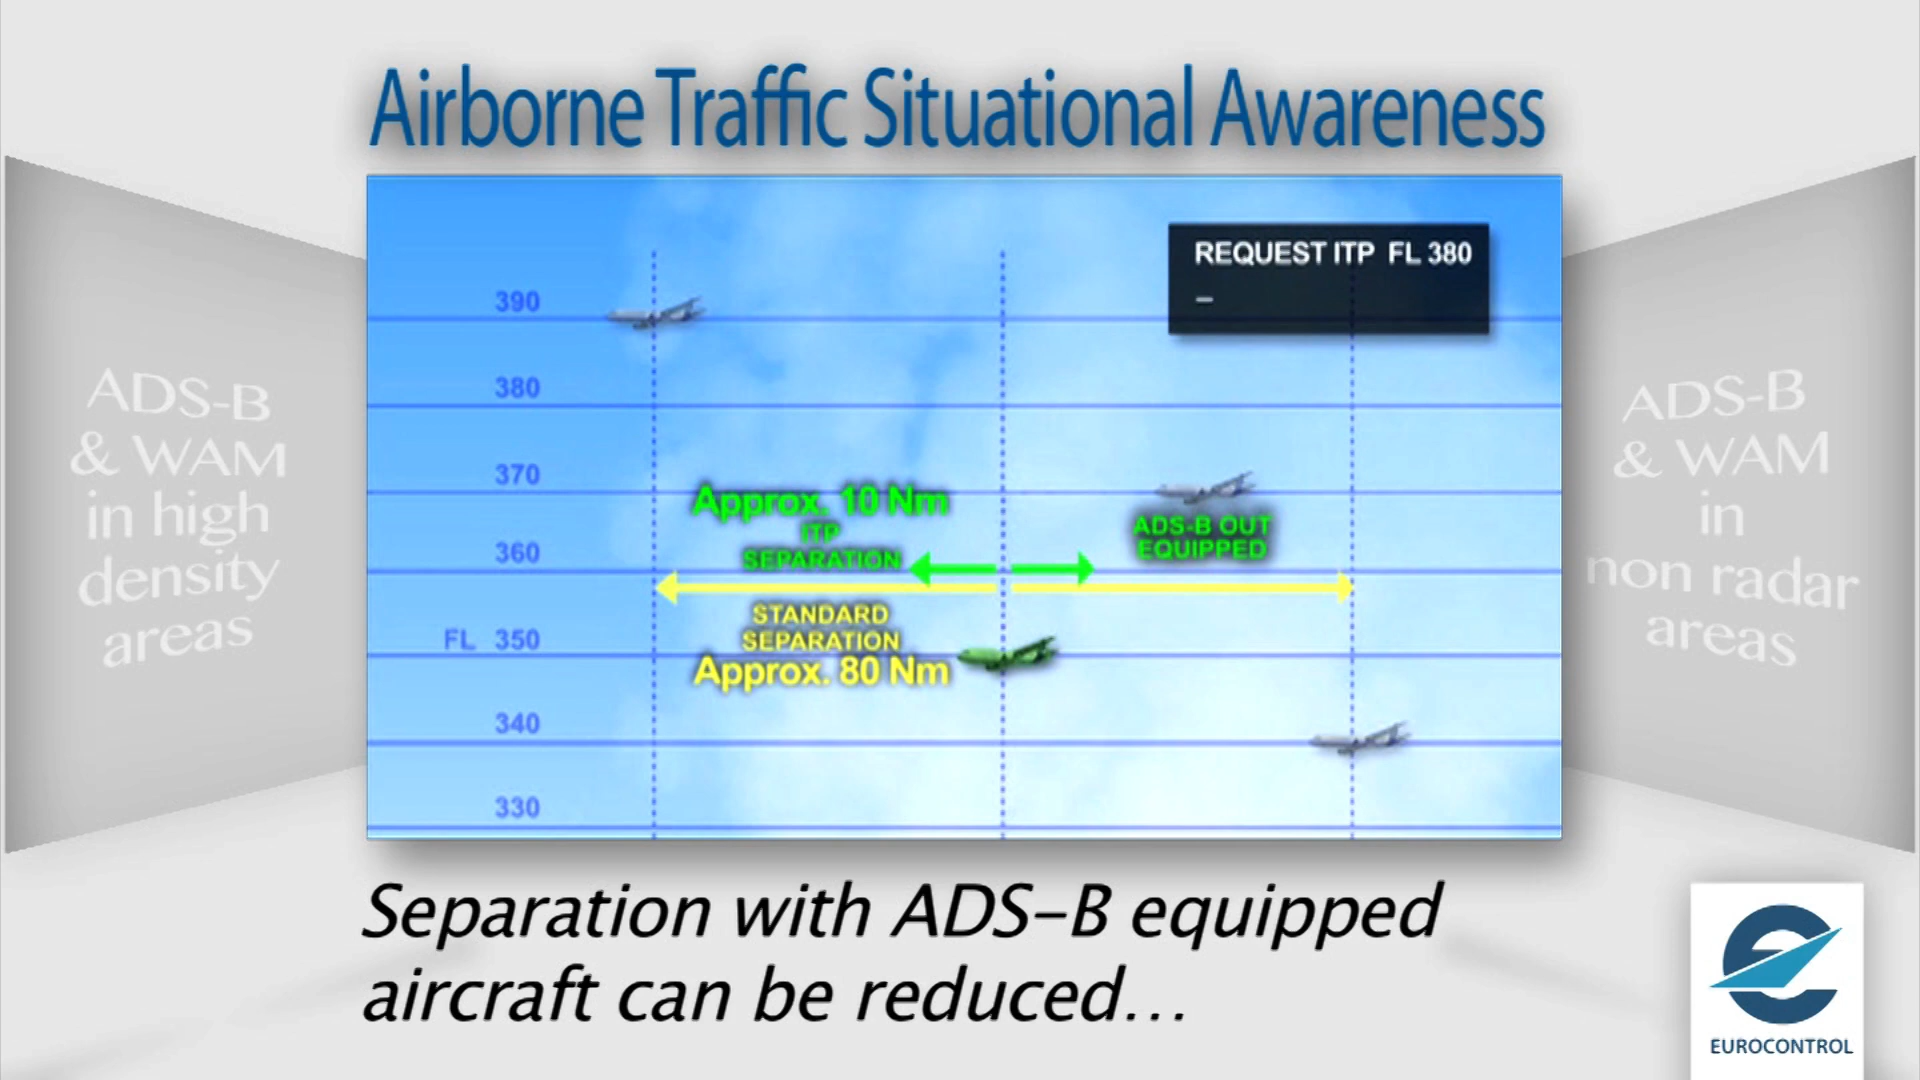 Airborne Traffic Situational Awareness
REQUEST ITP FL 380
–
390
380
370
360
FL 350
340
330
Approx. 10 Nm
ITP
SEPARATION
ADS-B OUT
EQUIPPED
STANDARD
SEPARATION
Approx. 80 Nm
ADS-B
& WAM
in high
density
areas
ADS-B
& WAM
in
non radar
areas
Separation with ADS–B equipped
aircraft can be reduced...
EUROCONTROL